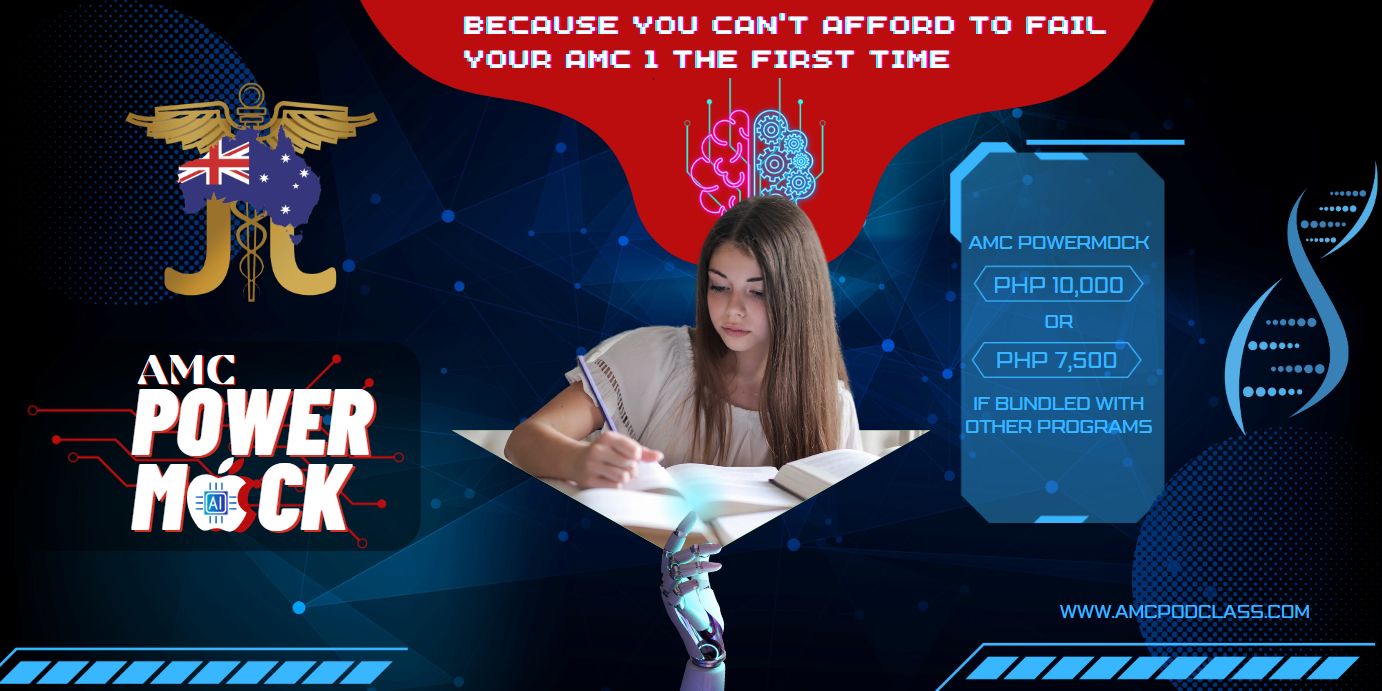 BECAUSE YOU CAN'T AFFORD TO FAIL
YOUR AMC 1 THE FIRST TIME
AMC
POWER
MOCK
AI
AMC POWERMOCK
PHP 10,000
OR
PHP 7,500
IF BUNDLED WITH
OTHER PROGRAMS
WWW.AMCPODCLASS.COM